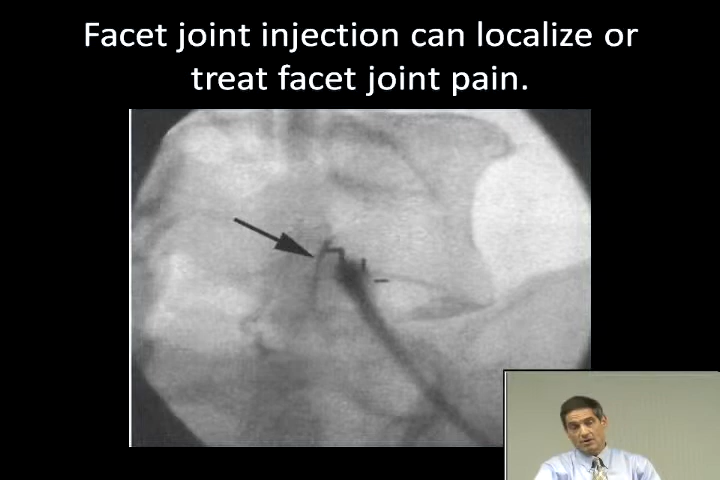 Facet joint injection can localize or
treat facet joint pain.